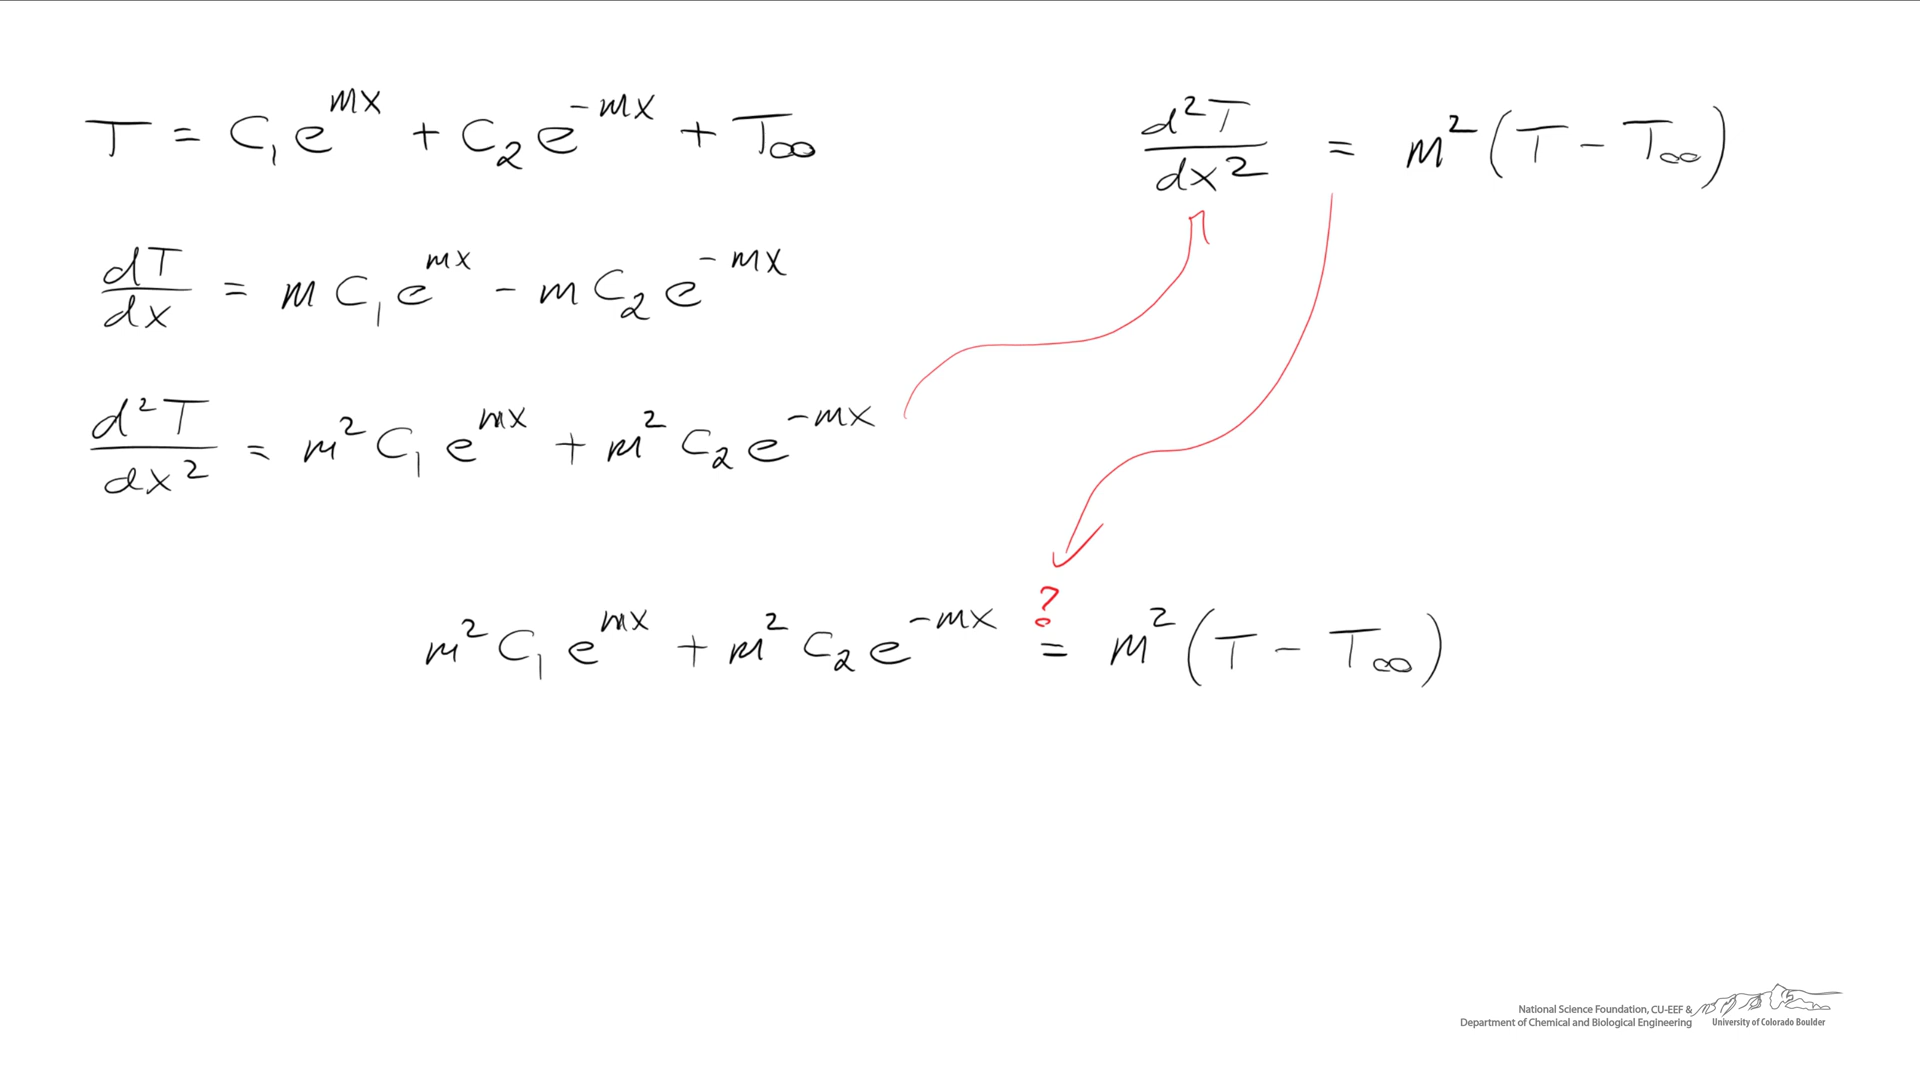 T = C₁e^{mx} + C₂e^{-mx} + T∞
d²T/dx² = m²(T - T∞)
dT/dx = mC₁e^{mx} - mC₂e^{-mx}
d²T/dx² = m²C₁e^{mx} + m²C₂e^{-mx}
?
m²C₁e^{mx} + m²C₂e^{-mx} = m²(T - T∞)
National Science Foundation, CU-EEF &
Department of Chemical and Biological Engineering
University of Colorado Boulder